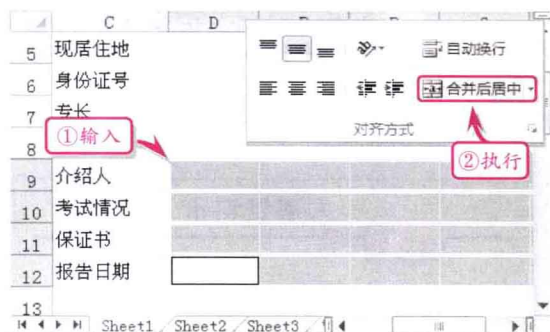 C D
自动换行
合并后居中
对齐方式
5 现居住地
6 身份证号
7 专长
①输入
②执行
8
9 介绍人
10 考试情况
11 保证书
12 报告日期
13
Sheet1 Sheet2 Sheet3